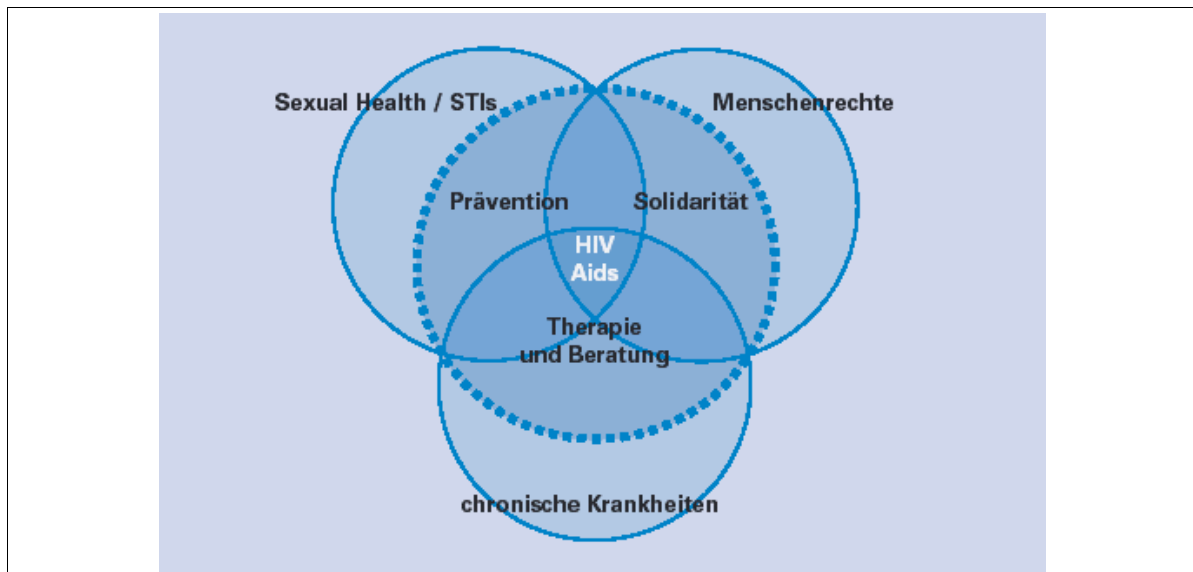 Sexual Health / STIs
Menschenrechte
Prävention
Solidarität
HIV
Aids
Therapie
und Beratung
chronische Krankheiten